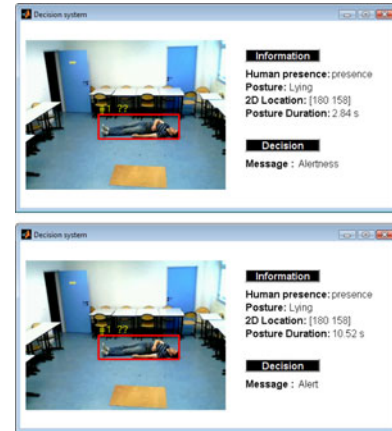 Decision system
Information
Human presence: presence
Posture: Lying
2D Location: [180 158]
Posture Duration: 2.84 s
Decision
Message : Alertness
Decision system
Information
Human presence: presence
Posture: Lying
2D Location: [180 158]
Posture Duration: 10.52 s
Decision
Message : Alert